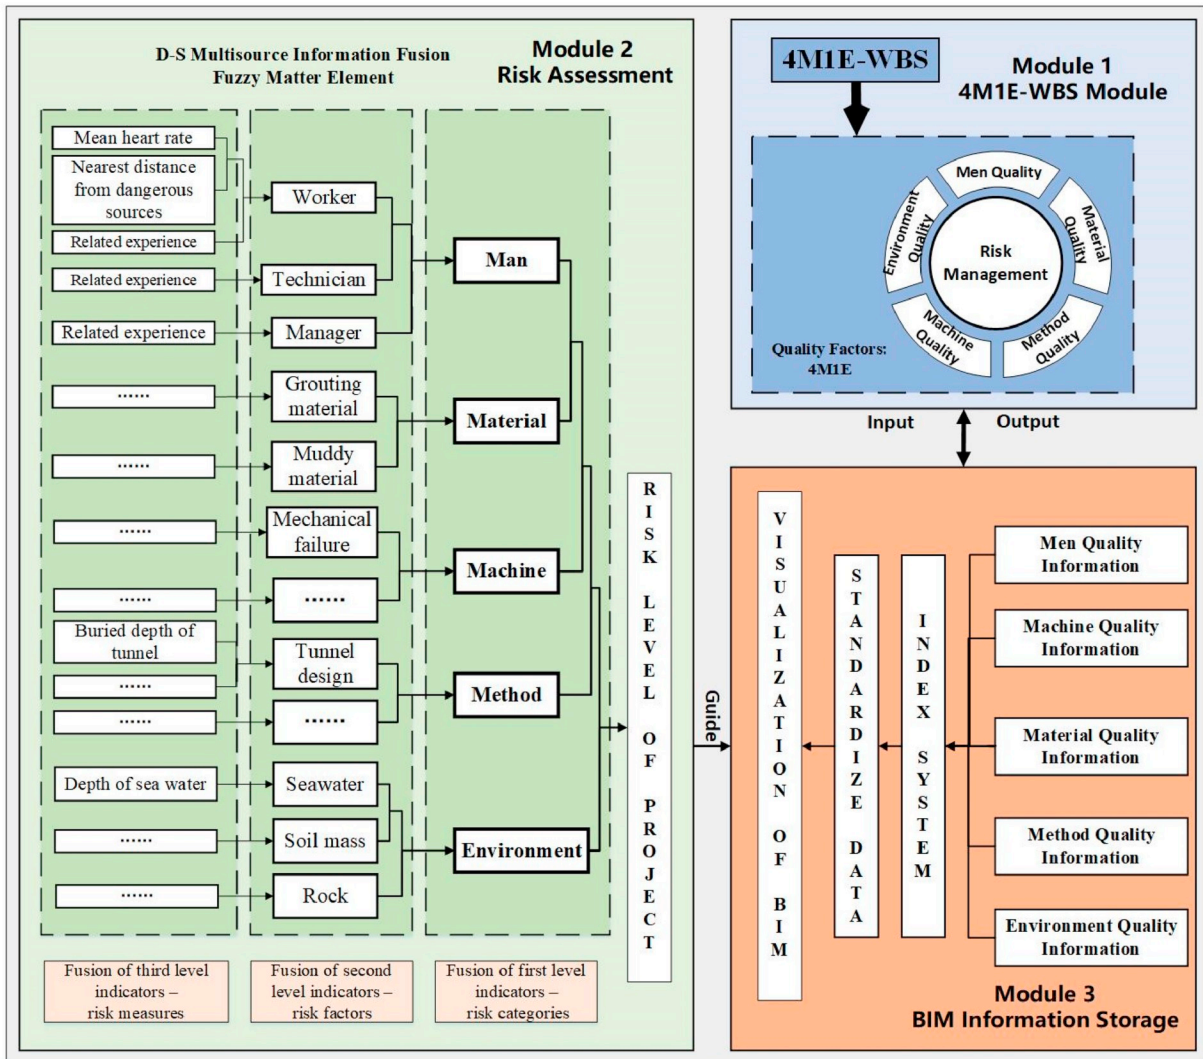 D-S Multisource Information Fusion
Fuzzy Matter Element
Module 2
Risk Assessment
Mean heart rate
Nearest distance
from dangerous
sources
Related experience
Related experience
Related experience
......
......
......
......
Buried depth of
tunnel
......
......
Depth of sea water
......
......
Worker
Technician
Manager
Grouting
material
Muddy
material
Mechanical
failure
......
Tunnel
design
......
Seawater
Soil mass
Rock
Man
Material
Machine
Method
Environment
RISK LEVEL OF PROJECT
Fusion of third level
indicators –
risk measures
Fusion of second
level indicators –
risk factors
Fusion of first level
indicators –
risk categories
Guide
4M1E-WBS
Module 1
4M1E-WBS Module
Men Quality
Material
Quality
Method
Quality
Machine
Quality
Environment
Quality
Risk
Management
Quality Factors:
4M1E
Input
Output
VISUALIZATION OF BIM
STANDARDIZE DATA
INDEX SYSTEM
Men Quality
Information
Machine Quality
Information
Material Quality
Information
Method Quality
Information
Environment Quality
Information
Module 3
BIM Information Storage